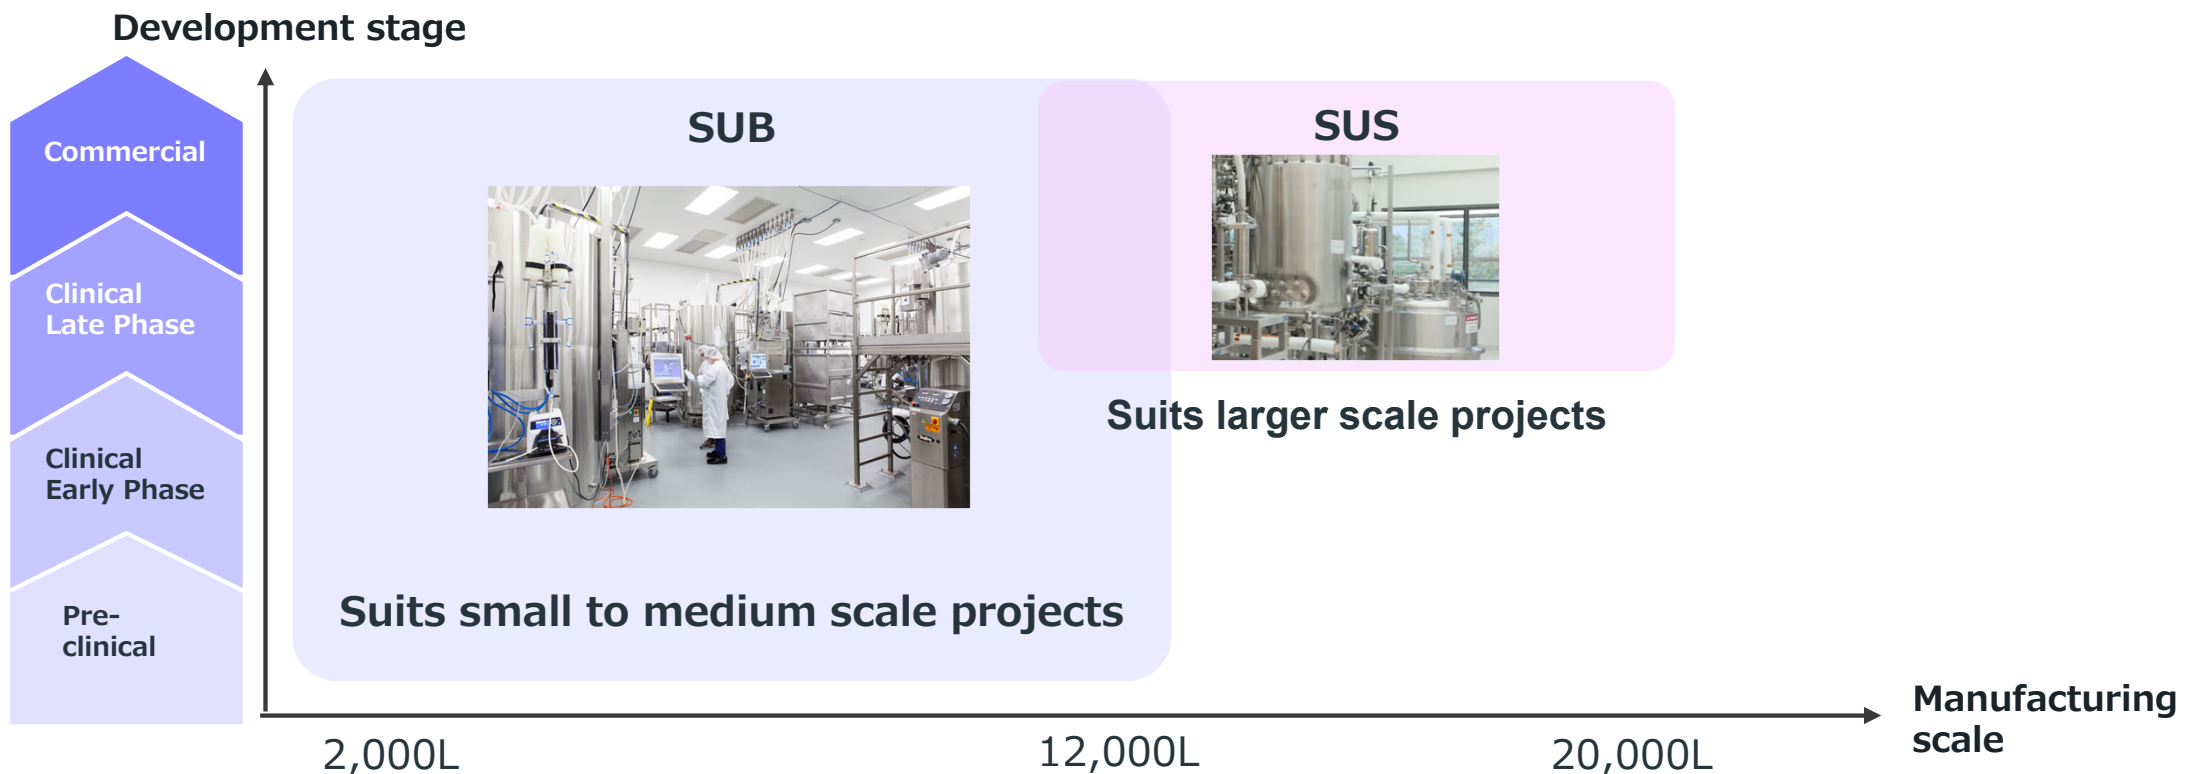 Development stage
Commercial
Clinical
Late Phase
Clinical
Early Phase
Pre-
clinical
SUB
Suits small to medium scale projects
SUS
Suits larger scale projects
2,000L
12,000L
20,000L
Manufacturing
scale